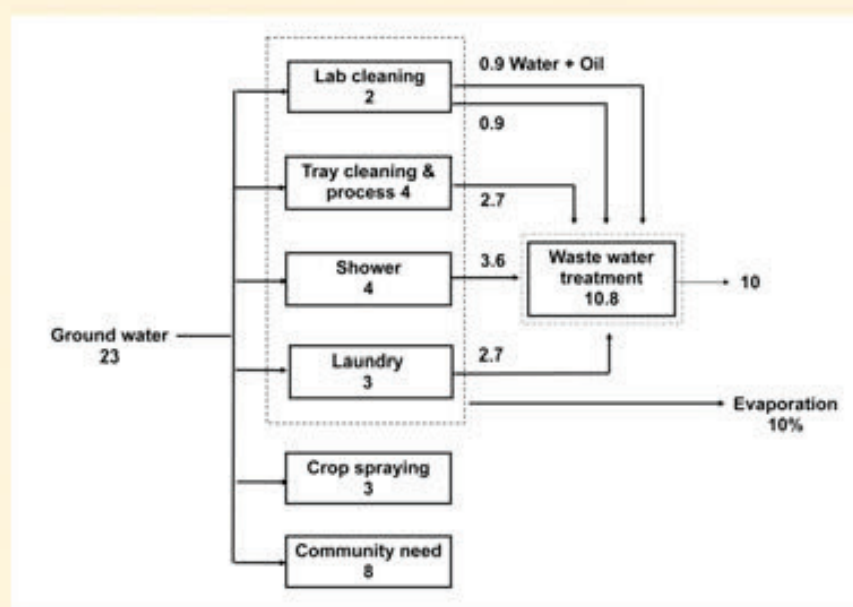 Lab cleaning
2
0.9 Water + Oil
0.9
Tray cleaning &
process 4
2.7
Shower
4
3.6
Waste water
treatment
10.8
10
Ground water
23
Laundry
3
2.7
Evaporation
10%
Crop spraying
3
Community need
8